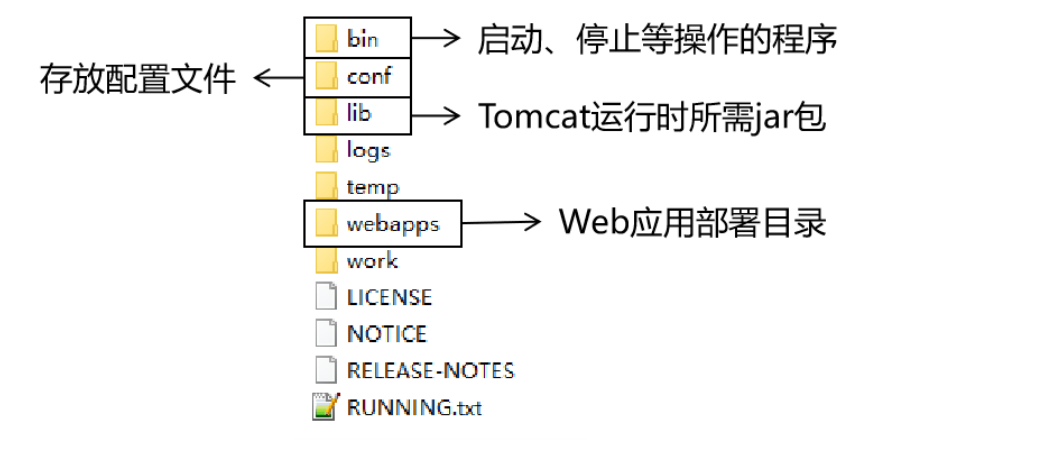 bin
启动、停止等操作的程序
存放配置文件
conf
lib
Tomcat运行时所需jar包
logs
temp
webapps
Web应用部署目录
work
LICENSE
NOTICE
RELEASE-NOTES
RUNNING.txt